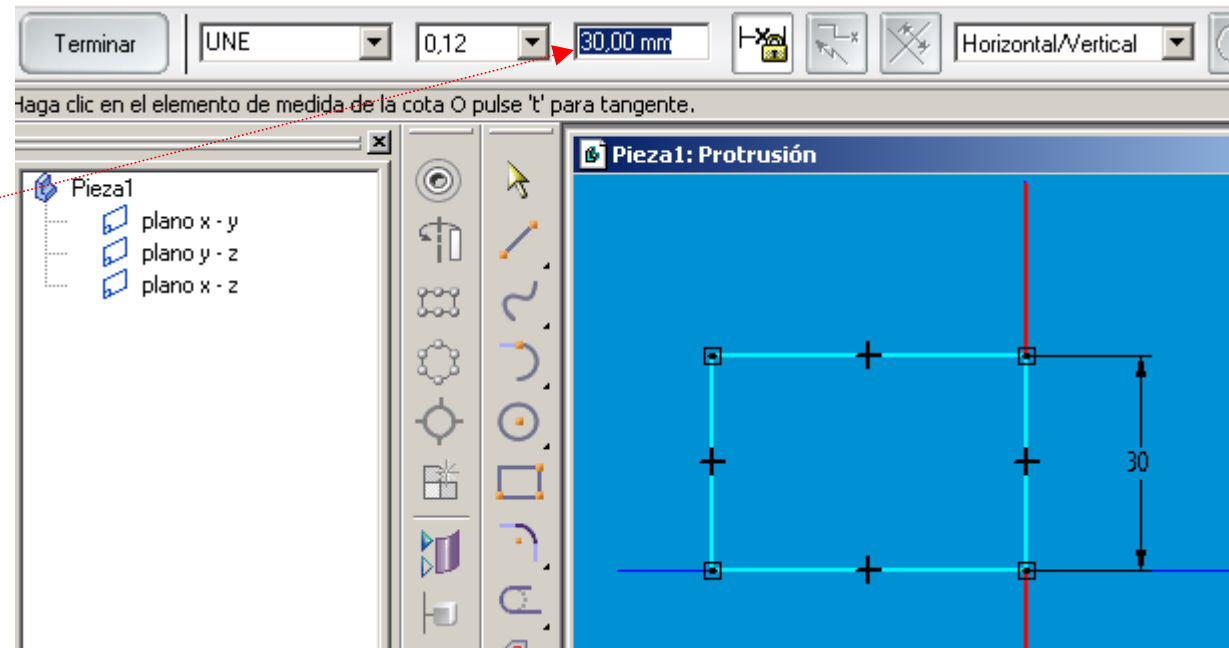 Terminar UNE 0,12 30,00 mm Horizontal/Vertical
Haga clic en el elemento de medida de la cota O pulse 't' para tangente.
Pieza1: Protrusión
Pieza1
plano x - y
plano y - z
plano x - z
30